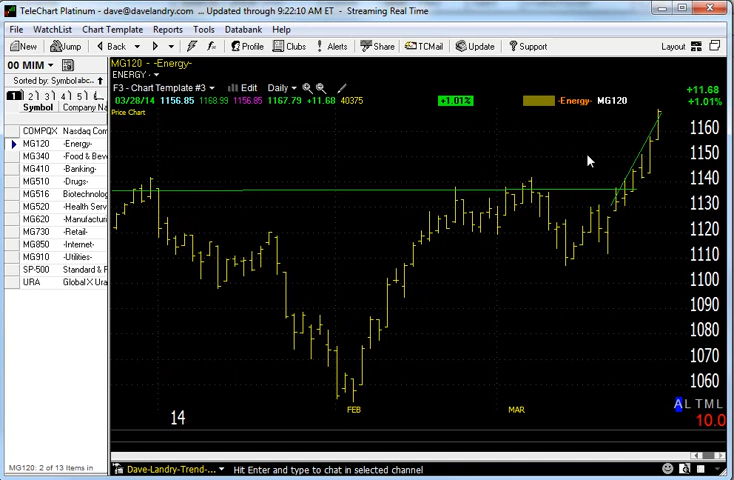 TeleChart Platinum - dave@davelandry.com ... Updated through 9:22:10 AM ET - Streaming Real Time
File WatchList Chart Template Reports Tools Databank Help
New Jump Back Profile Clubs Alerts Share TCMail Update Support Layout
00 MIM
Sorted by: Symbol
1 2 3 4 5
Symbol Company Na
COMPQX Nasdaq Com
MG120 -Energy-
MG340 -Food & Beve
MG410 -Banking-
MG510 -Drugs-
MG516 Biotechnolog
MG520 -Health Serv
MG620 -Manufactur
MG730 -Retail-
MG850 -Internet-
MG910 -Utilities-
SP-500 Standard &
URA Global X Ura
MG120: 2 of 13 Items in
MG120 - -Energy-
ENERGY -
F3 - Chart Template #3 Edit Daily
03/28/14 1156.85 1168.99 1156.85 1167.79 +11.68 40375 +1.01% -Energy- MG120
+11.68
+1.01%
Price Chart
1160
1150
1140
1130
1120
1110
1100
1090
1080
1070
1060
14 FEB MAR
A L T M L
10.0
Dave-Landry-Trend-... Hit Enter and type to chat in selected channel